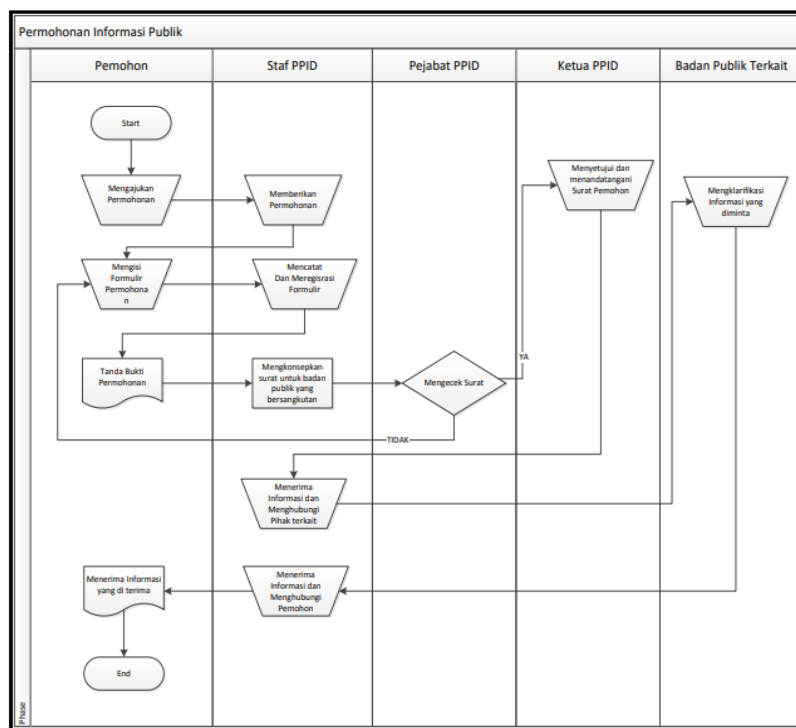 Permohonan Informasi Publik
Pemohon
Staf PPID
Pejabat PPID
Ketua PPID
Badan Publik Terkait
Start
Mengajukan
Permohonan
Memberikan
Permohonan
Menyetujui dan
menandatangani
Surat Pemohon
Mengklarifikasi
Informasi yang
diminta
Mengisi
Formulir
Permohona
n
Mencatat
Dan Meregisrasi
Formulir
Tanda Bukti
Permohonan
Mengkonsepkan
surat untuk badan
publik yang
bersangkutan
Mengecek Surat
YA
TIDAK
Menerima
Informasi dan
Menghubungi
Pihak terkait
Menerima Informasi
yang di terima
Menerima
Informasi dan
Menghubungi
Pemohon
End
Phase